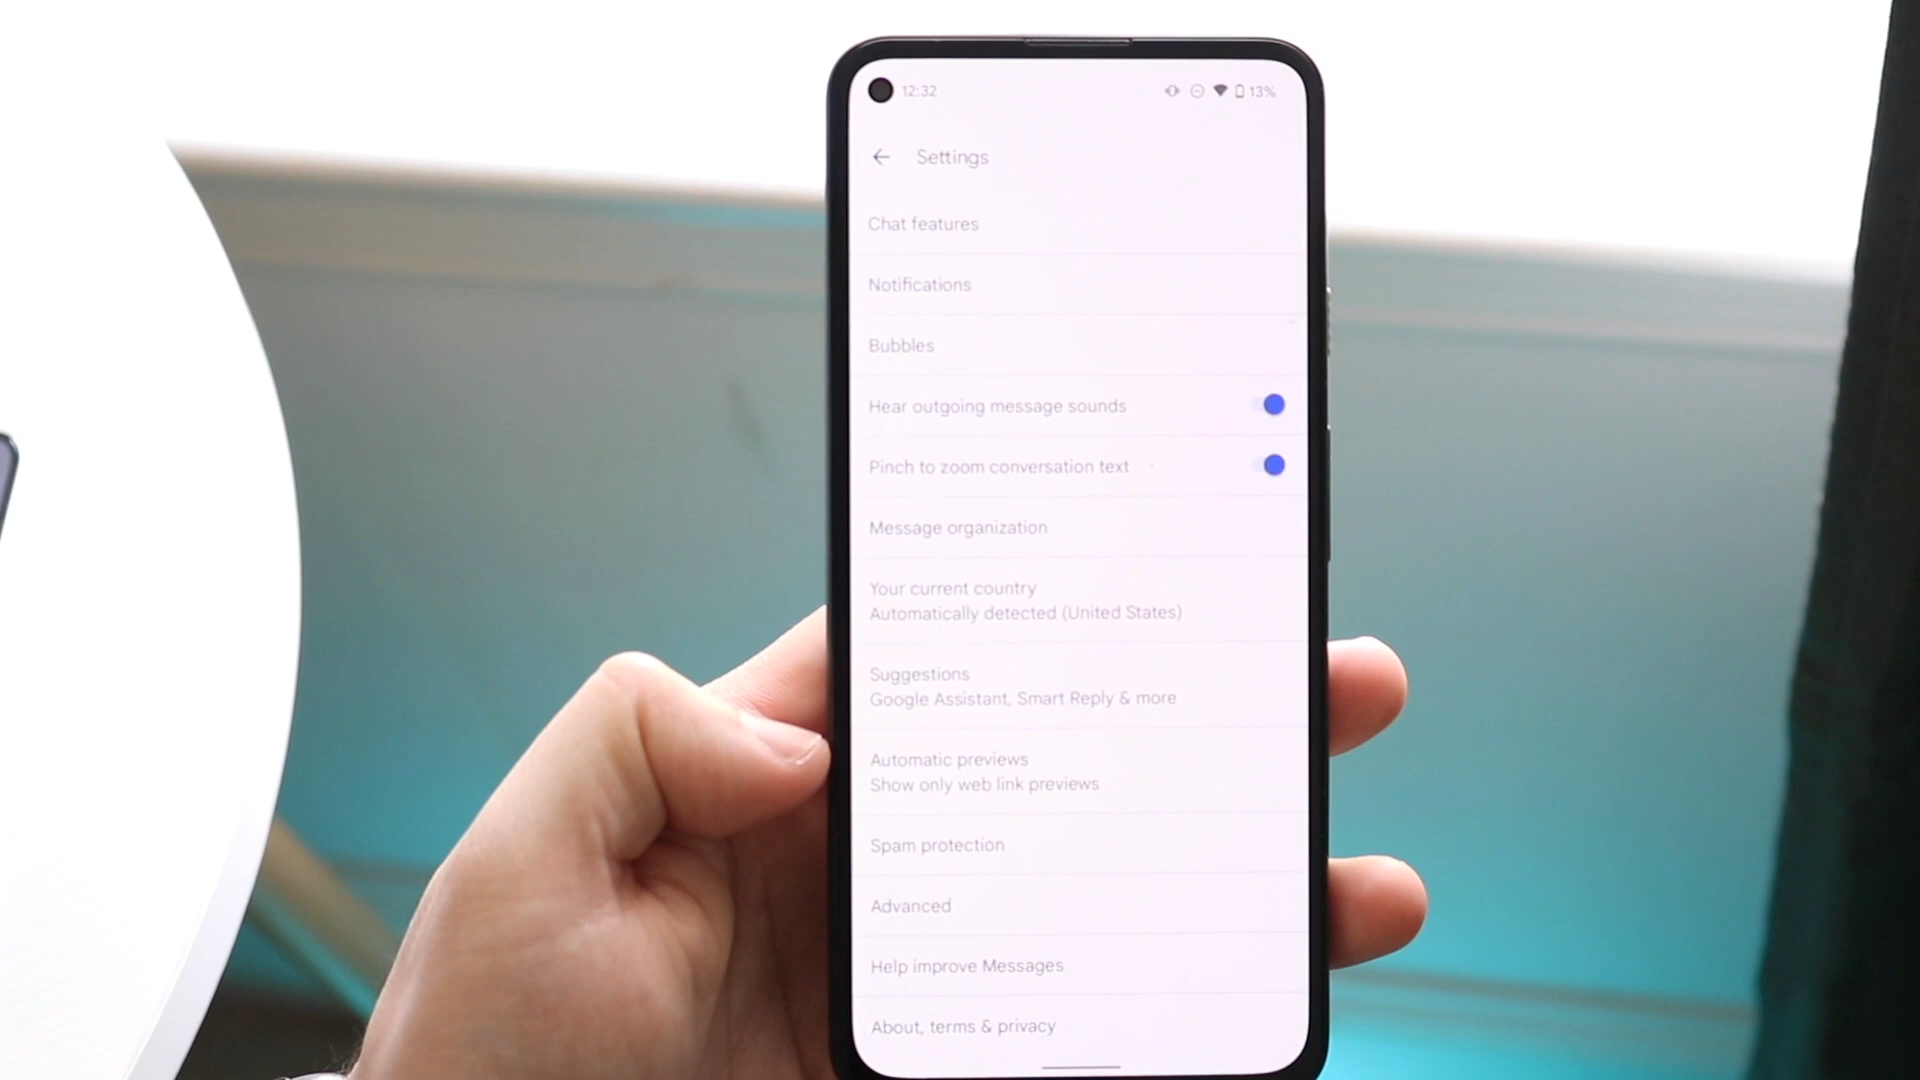 12:32
13%
Settings
Chat features
Notifications
Bubbles
Hear outgoing message sounds
Pinch to zoom conversation text
Message organization
Your current country
Automatically detected (United States)
Suggestions
Google Assistant, Smart Reply & more
Automatic previews
Show only web link previews
Spam protection
Advanced
Help improve Messages
About, terms & privacy